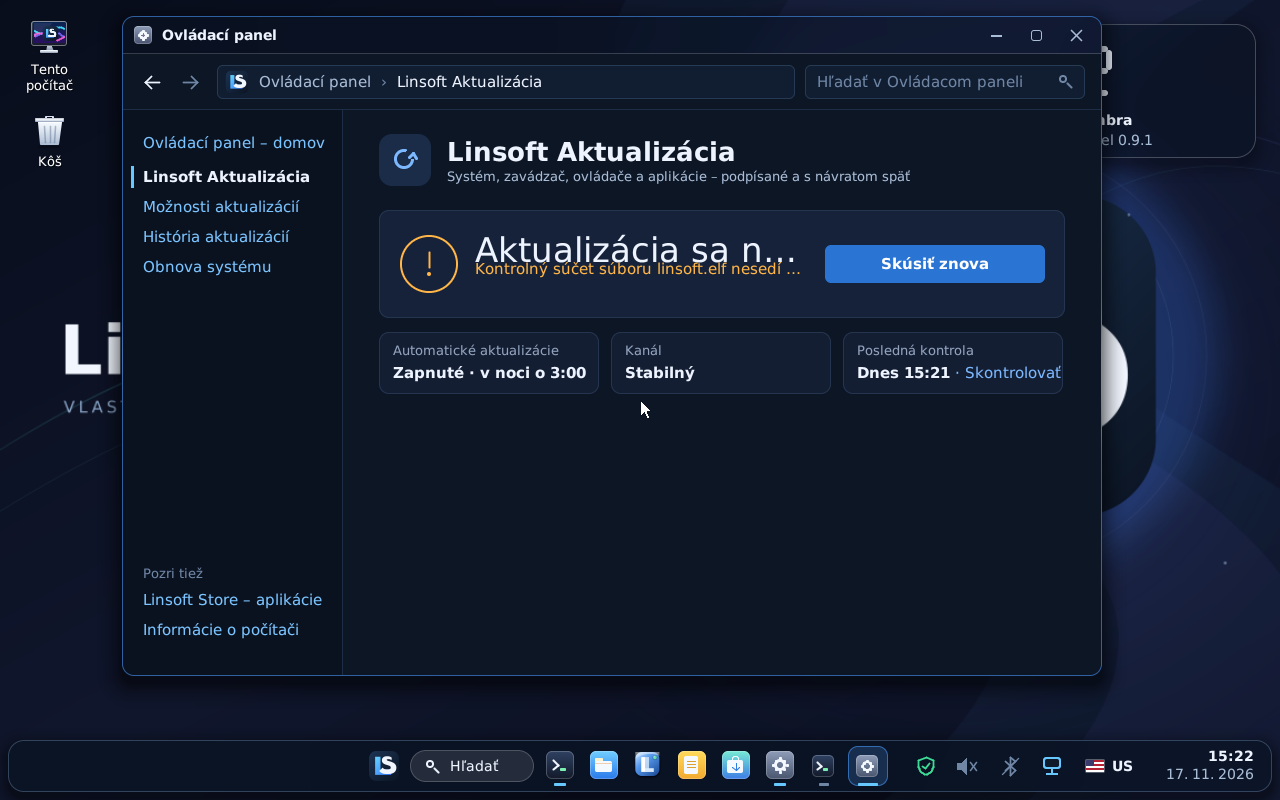 Tento
počítač
Kôš
Ovládací panel
Ovládací panel › Linsoft Aktualizácia
Hľadať v Ovládacom paneli
Ovládací panel – domov
Linsoft Aktualizácia
Možnosti aktualizácií
História aktualizácií
Obnova systému
Pozri tiež
Linsoft Store – aplikácie
Informácie o počítači
Linsoft Aktualizácia
Systém, zavádzač, ovládače a aplikácie – podpísané a s návratom späť
Aktualizácia sa n...
Kontrolný súčet súboru linsoft.elf nesedí ...
Skúsiť znova
Automatické aktualizácie
Zapnuté · v noci o 3:00
Kanál
Stabilný
Posledná kontrola
Dnes 15:21 · Skontrolovať
0.9.1
Li
VLAS
Hľadať
US
15:22
17. 11. 2026